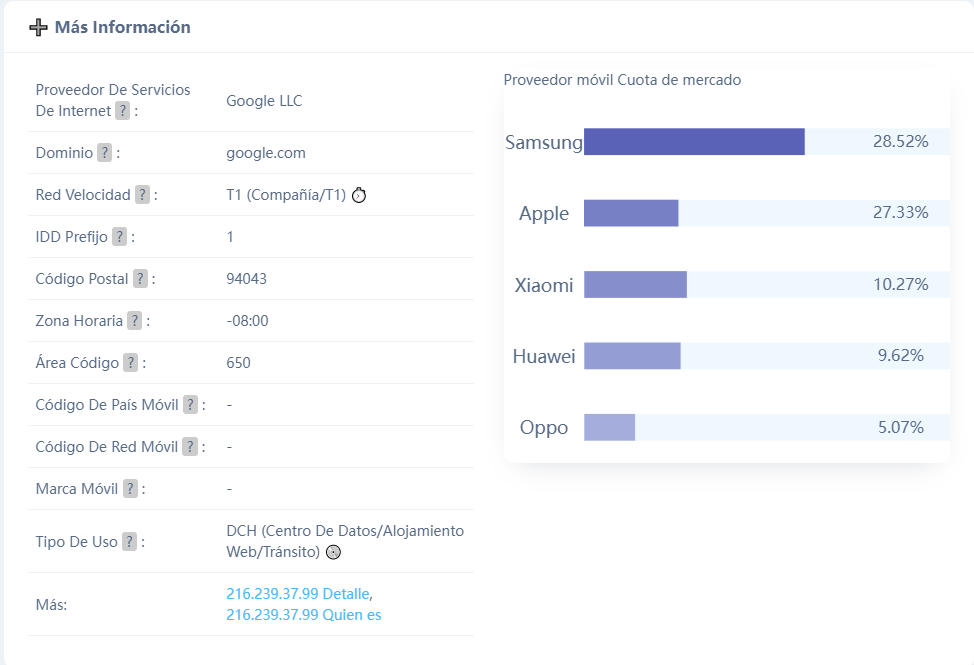 Más Información
Proveedor De Servicios
De Internet ? :
Google LLC
Dominio ? :
google.com
Red Velocidad ? :
T1 (Compañía/T1)
IDD Prefijo ? :
1
Código Postal ? :
94043
Zona Horaria ? :
-08:00
Área Código ? :
650
Código De País Móvil ? :
-
Código De Red Móvil ? :
-
Marca Móvil ? :
-
Tipo De Uso ? :
DCH (Centro De Datos/Alojamiento
Web/Tránsito)
Más:
216.239.37.99 Detalle,
216.239.37.99 Quien es
Proveedor móvil Cuota de mercado
Samsung 28.52%
Apple 27.33%
Xiaomi 10.27%
Huawei 9.62%
Oppo 5.07%